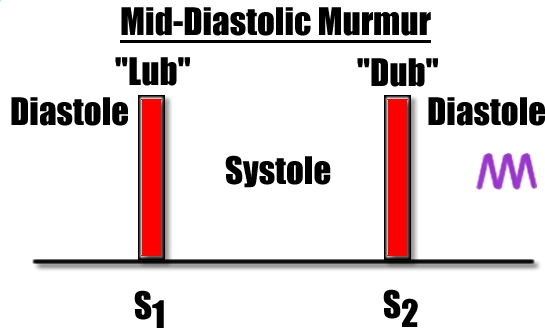 Mid-Diastolic Murmur
"Lub" "Dub"
Diastole Diastole
Systole
S1 S2